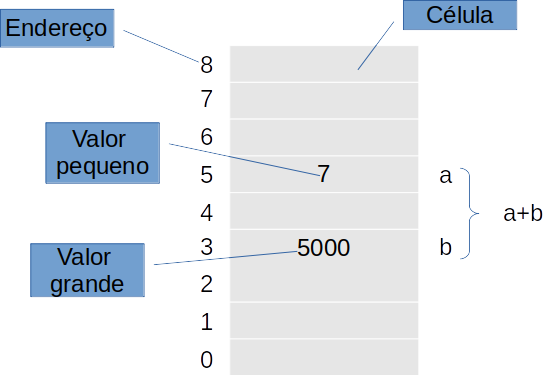 Célula
Endereço
8
7
6
Valor
pequeno
5
7
a
4
a+b
3
5000
b
Valor
grande
2
1
0